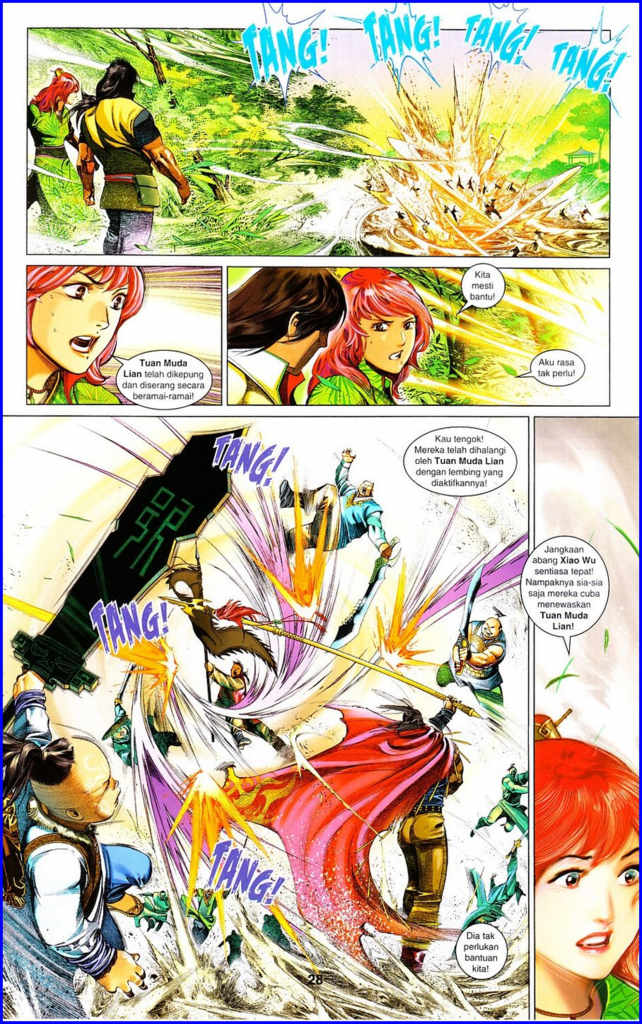 TANG!
TANG!
TANG!
TANG!
Tuan Muda
Lian telah dikepung
dan diserang secara
beramai-ramai!
Kita
mesti
bantu!
Aku rasa
tak perlu!
Kau tengok!
Mereka telah dihalangi
oleh Tuan Muda Lian
dengan lembing yang
diaktifkannya!
TANG!
TANG!
TANG!
Dia tak
perlukan
bantuan
kita!
Jangkaan
abang Xiao Wu
sentiasa tepat!
Nampaknya sia-sia
saja mereka cuba
menewaskan
Tuan Muda
Lian!
28